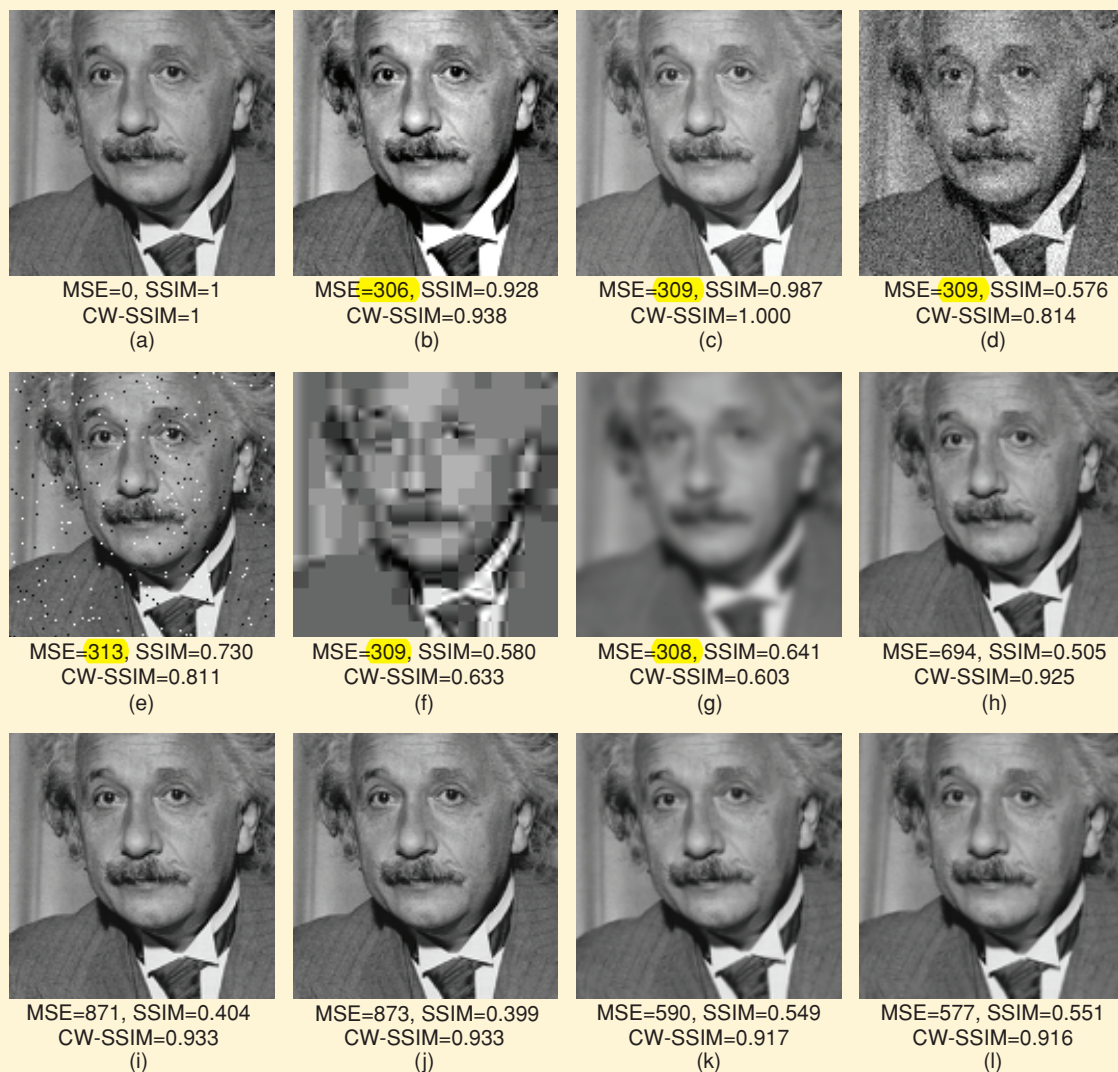 MSE=0, SSIM=1
CW-SSIM=1
(a)
MSE=306, SSIM=0.928
CW-SSIM=0.938
(b)
MSE=309, SSIM=0.987
CW-SSIM=1.000
(c)
MSE=309, SSIM=0.576
CW-SSIM=0.814
(d)
MSE=313, SSIM=0.730
CW-SSIM=0.811
(e)
MSE=309, SSIM=0.580
CW-SSIM=0.633
(f)
MSE=308, SSIM=0.641
CW-SSIM=0.603
(g)
MSE=694, SSIM=0.505
CW-SSIM=0.925
(h)
MSE=871, SSIM=0.404
CW-SSIM=0.933
(i)
MSE=873, SSIM=0.399
CW-SSIM=0.933
(j)
MSE=590, SSIM=0.549
CW-SSIM=0.917
(k)
MSE=577, SSIM=0.551
CW-SSIM=0.916
(l)